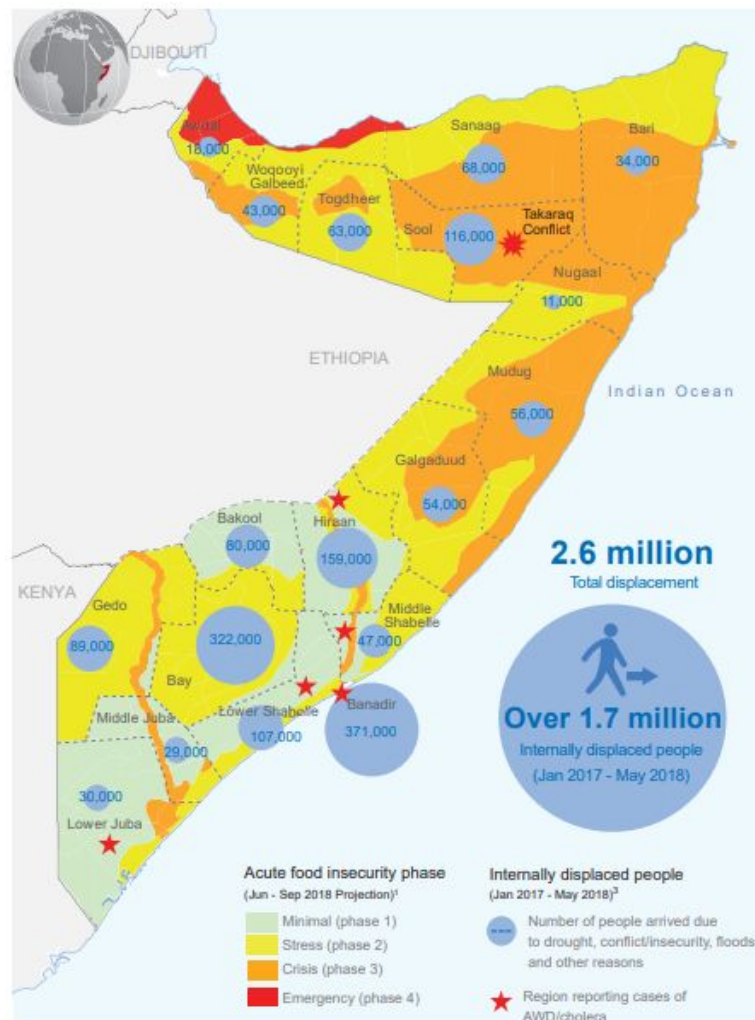 DJIBOUTI
Awdal
18,000
Sanaag
68,000
Bari
34,000
Woqooyi
Galbeed
43,000
Togdheer
63,000
Sool
116,000
Takaraq
Conflict
Nugaal
11,000
ETHIOPIA
Mudug
56,000
Indian Ocean
Galgaduud
54,000
Bakool
80,000
Hiraan
159,000
2.6 million
Total displacement
KENYA
Gedo
89,000
322,000
Bay
Middle
Shabelle
47,000
Middle Juba
29,000
Lower Shabelle
107,000
Banadir
371,000
Over 1.7 million
Internally displaced people
(Jan 2017 - May 2018)
30,000
Lower Juba
Acute food insecurity phase
(Jun - Sep 2018 Projection)¹
Minimal (phase 1)
Stress (phase 2)
Crisis (phase 3)
Emergency (phase 4)
Internally displaced people
(Jan 2017 - May 2018)³
Number of people arrived due
to drought, conflict/insecurity, floods
and other reasons
Region reporting cases of
AWD/cholera